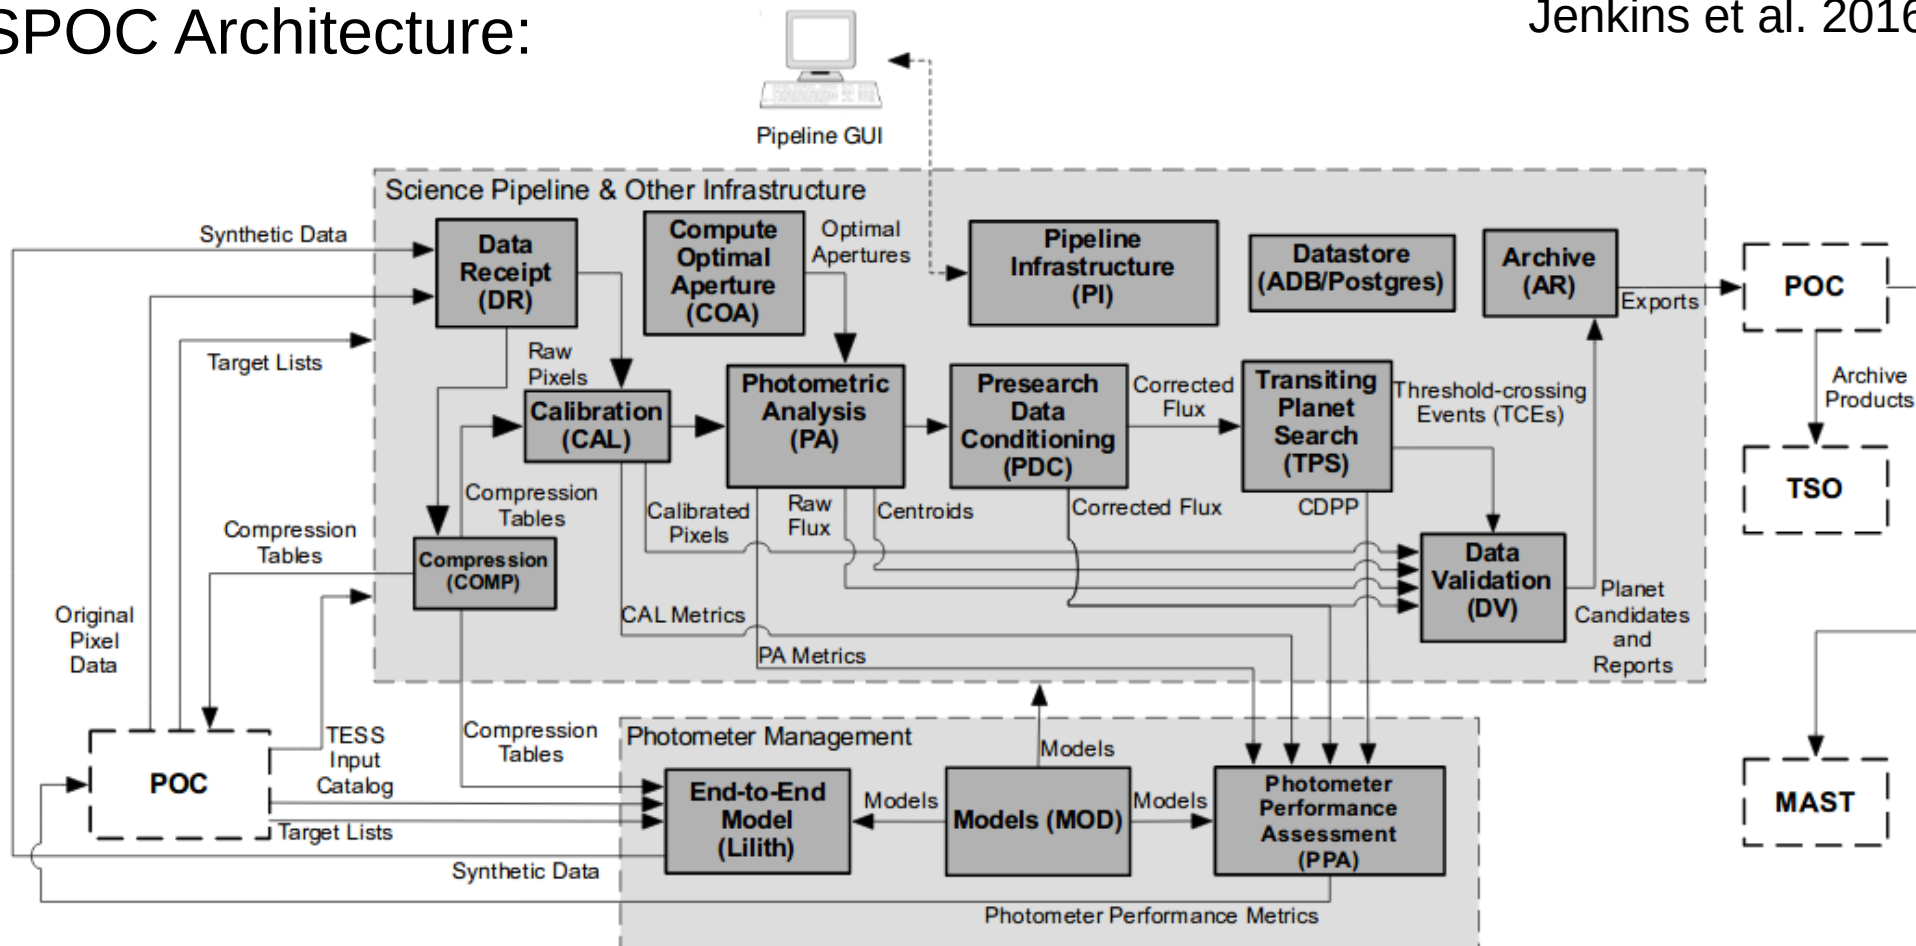 SPOC Architecture:
Jenkins et al. 2016
Pipeline GUI
Science Pipeline & Other Infrastructure
Synthetic Data
Data
Receipt
(DR)
Compute
Optimal
Aperture
(COA)
Optimal
Apertures
Pipeline
Infrastructure
(PI)
Datastore
(ADB/Postgres)
Archive
(AR)
Exports
POC
Target Lists
Raw
Pixels
Calibration
(CAL)
Photometric
Analysis
(PA)
Presearch
Data
Conditioning
(PDC)
Corrected
Flux
Transiting
Planet
Search
(TPS)
Threshold-crossing
Events (TCEs)
Archive
Products
TSO
Compression
Tables
Compression
Tables
Calibrated
Pixels
Raw
Flux
Centroids
Corrected Flux
CDPP
Compression
(COMP)
Data
Validation
(DV)
Original
Pixel
Data
CAL Metrics
PA Metrics
Planet
Candidates
and
Reports
POC
TESS
Input
Catalog
Target Lists
Compression
Tables
Photometer Management
End-to-End
Model
(Lilith)
Models
Models
Models (MOD)
Models
Photometer
Performance
Assessment
(PPA)
MAST
Synthetic Data
Photometer Performance Metrics